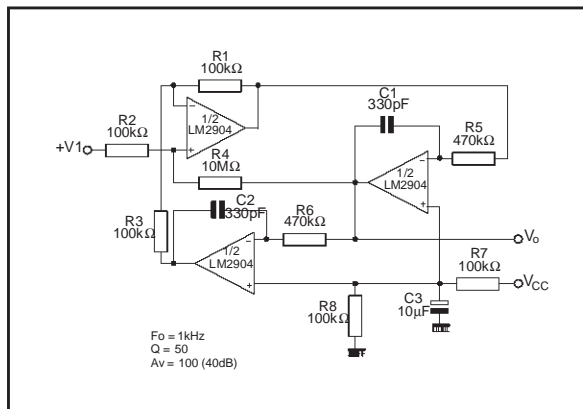 R1
100kΩ
C1
330pF
R2
100kΩ
1/2
LM2904
R5
470kΩ
+V1
R4
10MΩ
1/2
LM2904
C2
330pF
R3
100kΩ
R6
470kΩ
1/2
LM2904
Vo
R7
100kΩ
VCC
R8
100kΩ
C3
10µF
Fo = 1kHz
Q = 50
Av = 100 (40dB)